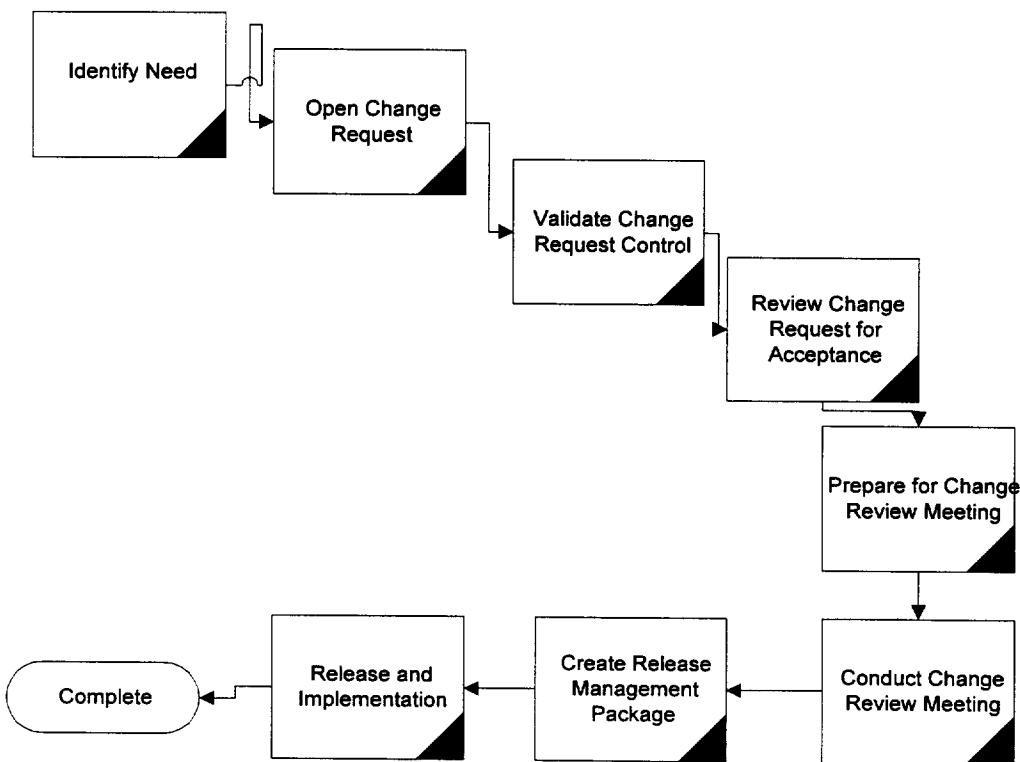 Identify Need
Open Change
Request
Validate Change
Request Control
Review Change
Request for
Acceptance
Prepare for Change
Review Meeting
Conduct Change
Review Meeting
Create Release
Management
Package
Release and
Implementation
Complete